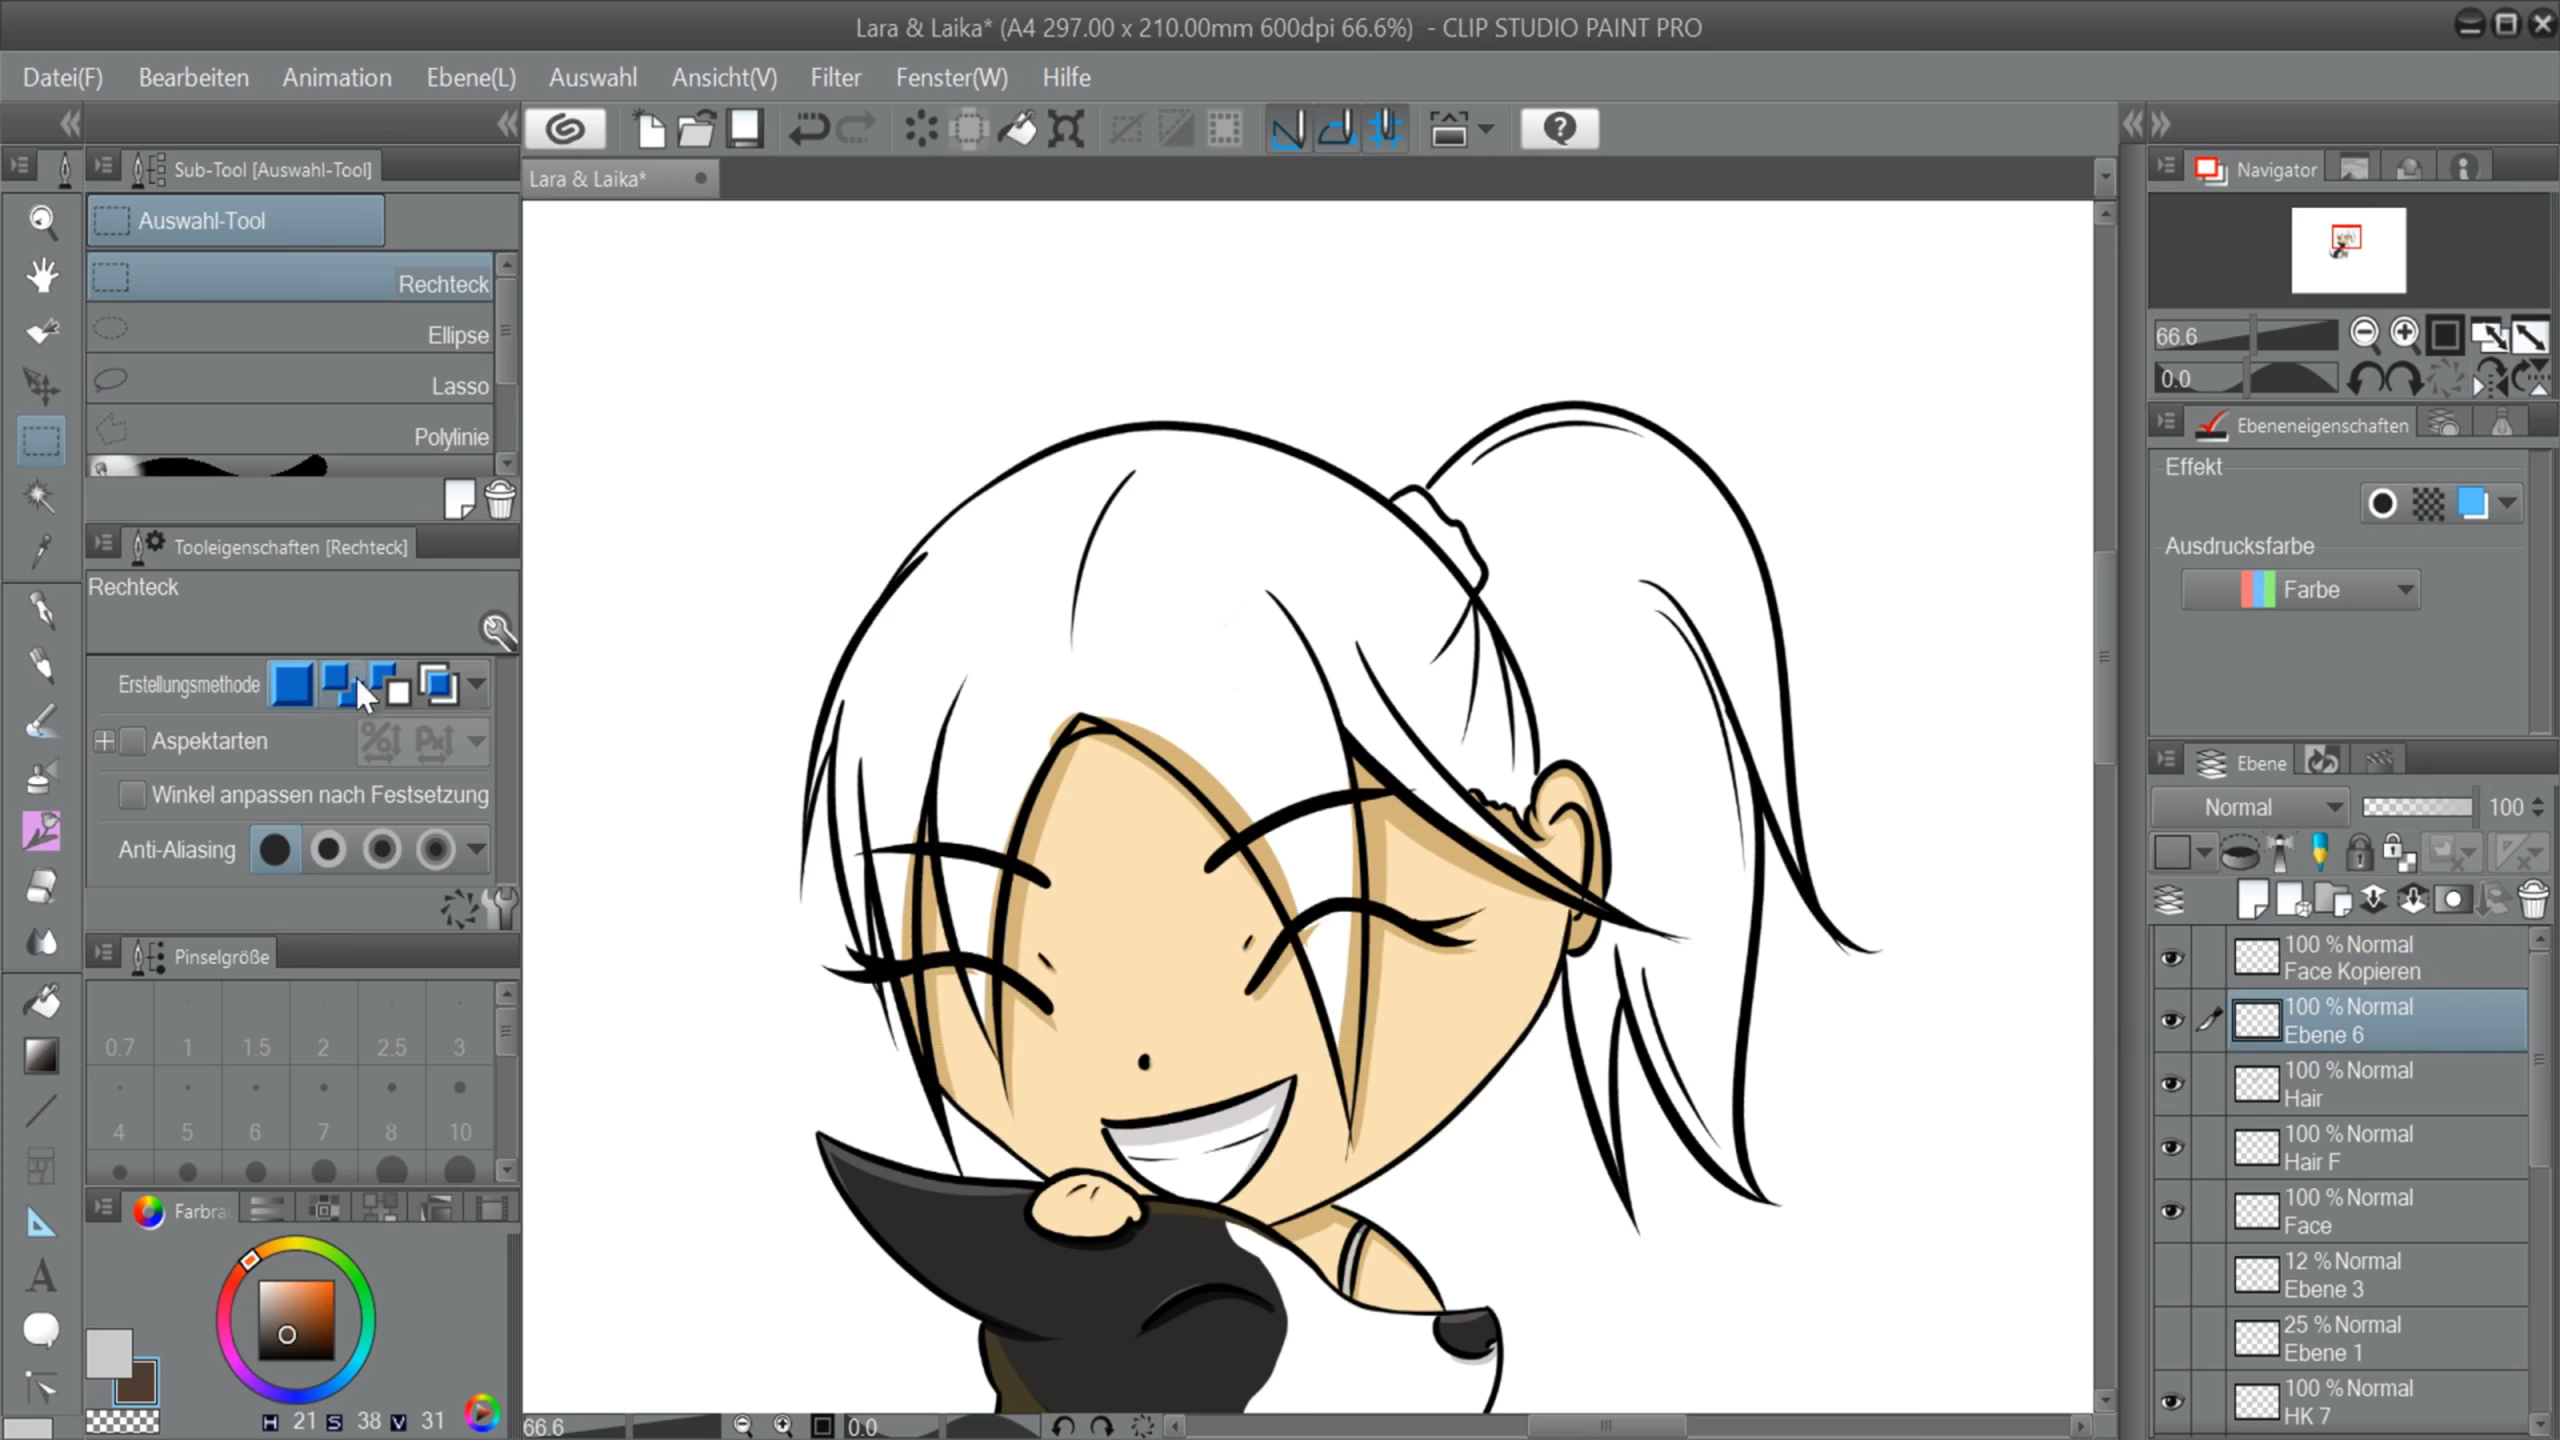 Lara & Laika* (A4 297.00 x 210.00mm 600dpi 66.6%)  - CLIP STUDIO PAINT PRO
Datei(F) Bearbeiten Animation Ebene(L) Auswahl Ansicht(V) Filter Fenster(W) Hilfe
Sub-Tool [Auswahl-Tool]
Auswahl-Tool
Rechteck
Ellipse
Lasso
Polylinie
Tooleigenschaften [Rechteck]
Rechteck
Erstellungsmethode
Aspektarten
Px
Winkel anpassen nach Festsetzung
Anti-Aliasing
Pinselgröße
0.7 1 1.5 2 2.5 3
4 5 6 7 8 10
Farbra
H 21 S 38 V 31
A
Lara & Laika*
66.6
0.0
Navigator
66.6
0.0
Ebeneneigenschaften
Effekt
Ausdrucksfarbe
Farbe
Ebene
Normal 100
100 % Normal
Face Kopieren
100 % Normal
Ebene 6
100 % Normal
Hair
100 % Normal
Hair F
100 % Normal
Face
12 % Normal
Ebene 3
25 % Normal
Ebene 1
100 % Normal
HK 7